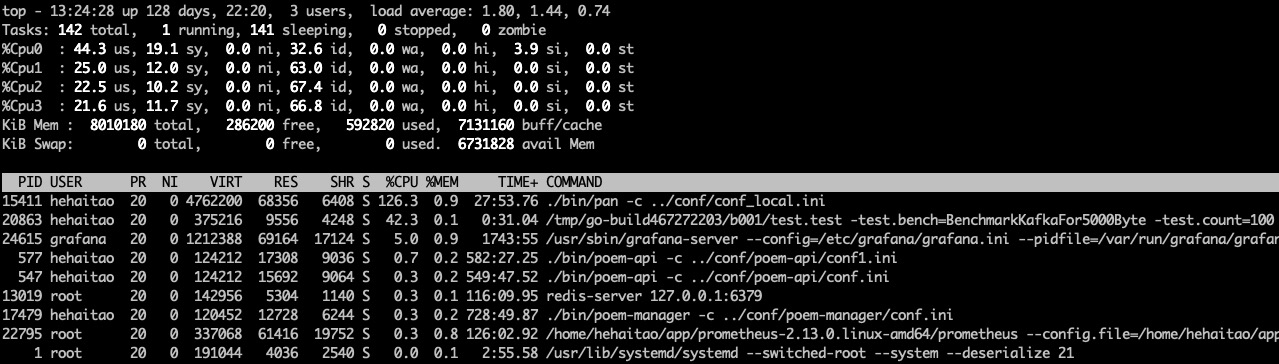 top - 13:24:28 up 128 days, 22:20,  3 users,  load average: 1.80, 1.44, 0.74
Tasks: 142 total,   1 running, 141 sleeping,   0 stopped,   0 zombie
%Cpu0  : 44.3 us, 19.1 sy,  0.0 ni, 32.6 id,  0.0 wa,  0.0 hi,  3.9 si,  0.0 st
%Cpu1  : 25.0 us, 12.0 sy,  0.0 ni, 63.0 id,  0.0 wa,  0.0 hi,  0.0 si,  0.0 st
%Cpu2  : 22.5 us, 10.2 sy,  0.0 ni, 67.4 id,  0.0 wa,  0.0 hi,  0.0 si,  0.0 st
%Cpu3  : 21.6 us, 11.7 sy,  0.0 ni, 66.8 id,  0.0 wa,  0.0 hi,  0.0 si,  0.0 st
KiB Mem :  8010180 total,   286200 free,   592820 used,  7131160 buff/cache
KiB Swap:        0 total,        0 free,        0 used.  6731828 avail Mem
PID USER      PR  NI    VIRT    RES    SHR S  %CPU %MEM     TIME+ COMMAND
15411 hehaitao  20   0 4762200  68356   6408 S 126.3  0.9  27:53.76 ./bin/pan -c ../conf/conf_local.ini
20863 hehaitao  20   0  375216   9556   4248 S  42.3  0.1   0:31.04 /tmp/go-build467272203/b001/test.test -test.bench=BenchmarkKafkaFor5000Byte -test.count=100
24615 grafana   20   0 1212388  69164  17124 S   5.0  0.9   1743:55 /usr/sbin/grafana-server --config=/etc/grafana/grafana.ini --pidfile=/var/run/grafana/grafan
577 hehaitao  20   0  124212  17308   9036 S   0.7  0.2 582:27.25 ./bin/poem-api -c ../conf/poem-api/conf1.ini
547 hehaitao  20   0  124212  15692   9064 S   0.3  0.2 549:47.52 ./bin/poem-api -c ../conf/poem-api/conf.ini
13019 root      20   0  142956   5304   1140 S   0.3  0.1 116:09.95 redis-server 127.0.0.1:6379
17479 hehaitao  20   0  120452  12728   6244 S   0.3  0.2 728:49.87 ./bin/poem-manager -c ../conf/poem-manager/conf.ini
22795 root      20   0  337068  61416  19752 S   0.3  0.8 126:02.92 /home/hehaitao/app/prometheus-2.13.0.linux-amd64/prometheus --config.file=/home/hehaitao/app
1 root      20   0  191044   4036   2540 S   0.0  0.1   2:55.58 /usr/lib/systemd/systemd --switched-root --system --deserialize 21